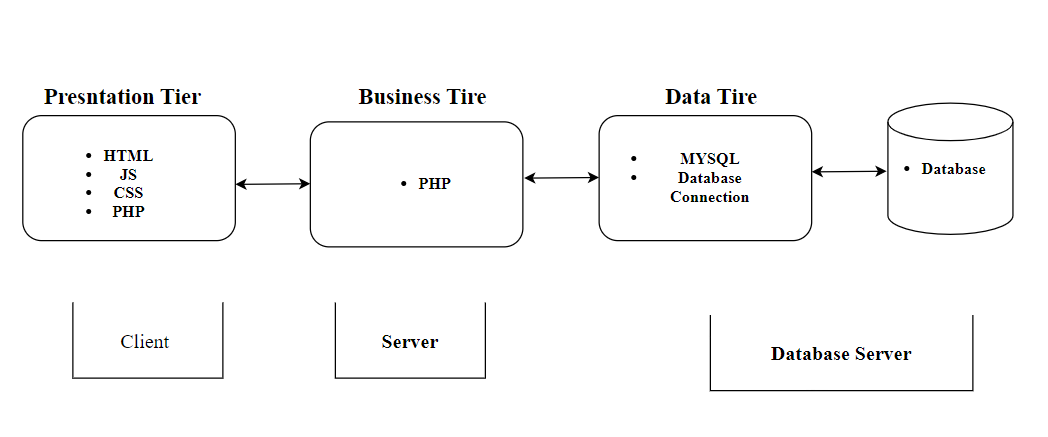 Presntation Tier
HTML
JS
CSS
PHP
Business Tire
PHP
Data Tire
MYSQL
Database
Connection
Database
Client
Server
Database Server